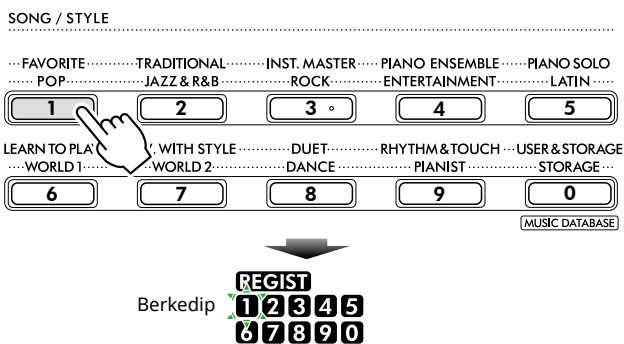 SONG / STYLE
FAVORITE TRADITIONAL INST. MASTER PIANO ENSEMBLE PIANO SOLO
POP JAZZ & R&B ROCK ENTERTAINMENT LATIN
1 2 3 4 5
LEARN TO PLA WITH STYLE DUET RHYTHM & TOUCH USER & STORAGE
WORLD 1 WORLD 2 DANCE PIANIST STORAGE
6 7 8 9 0
MUSIC DATABASE
REGIST
Berkedip 1 2 3 4 5
6 7 8 9 0